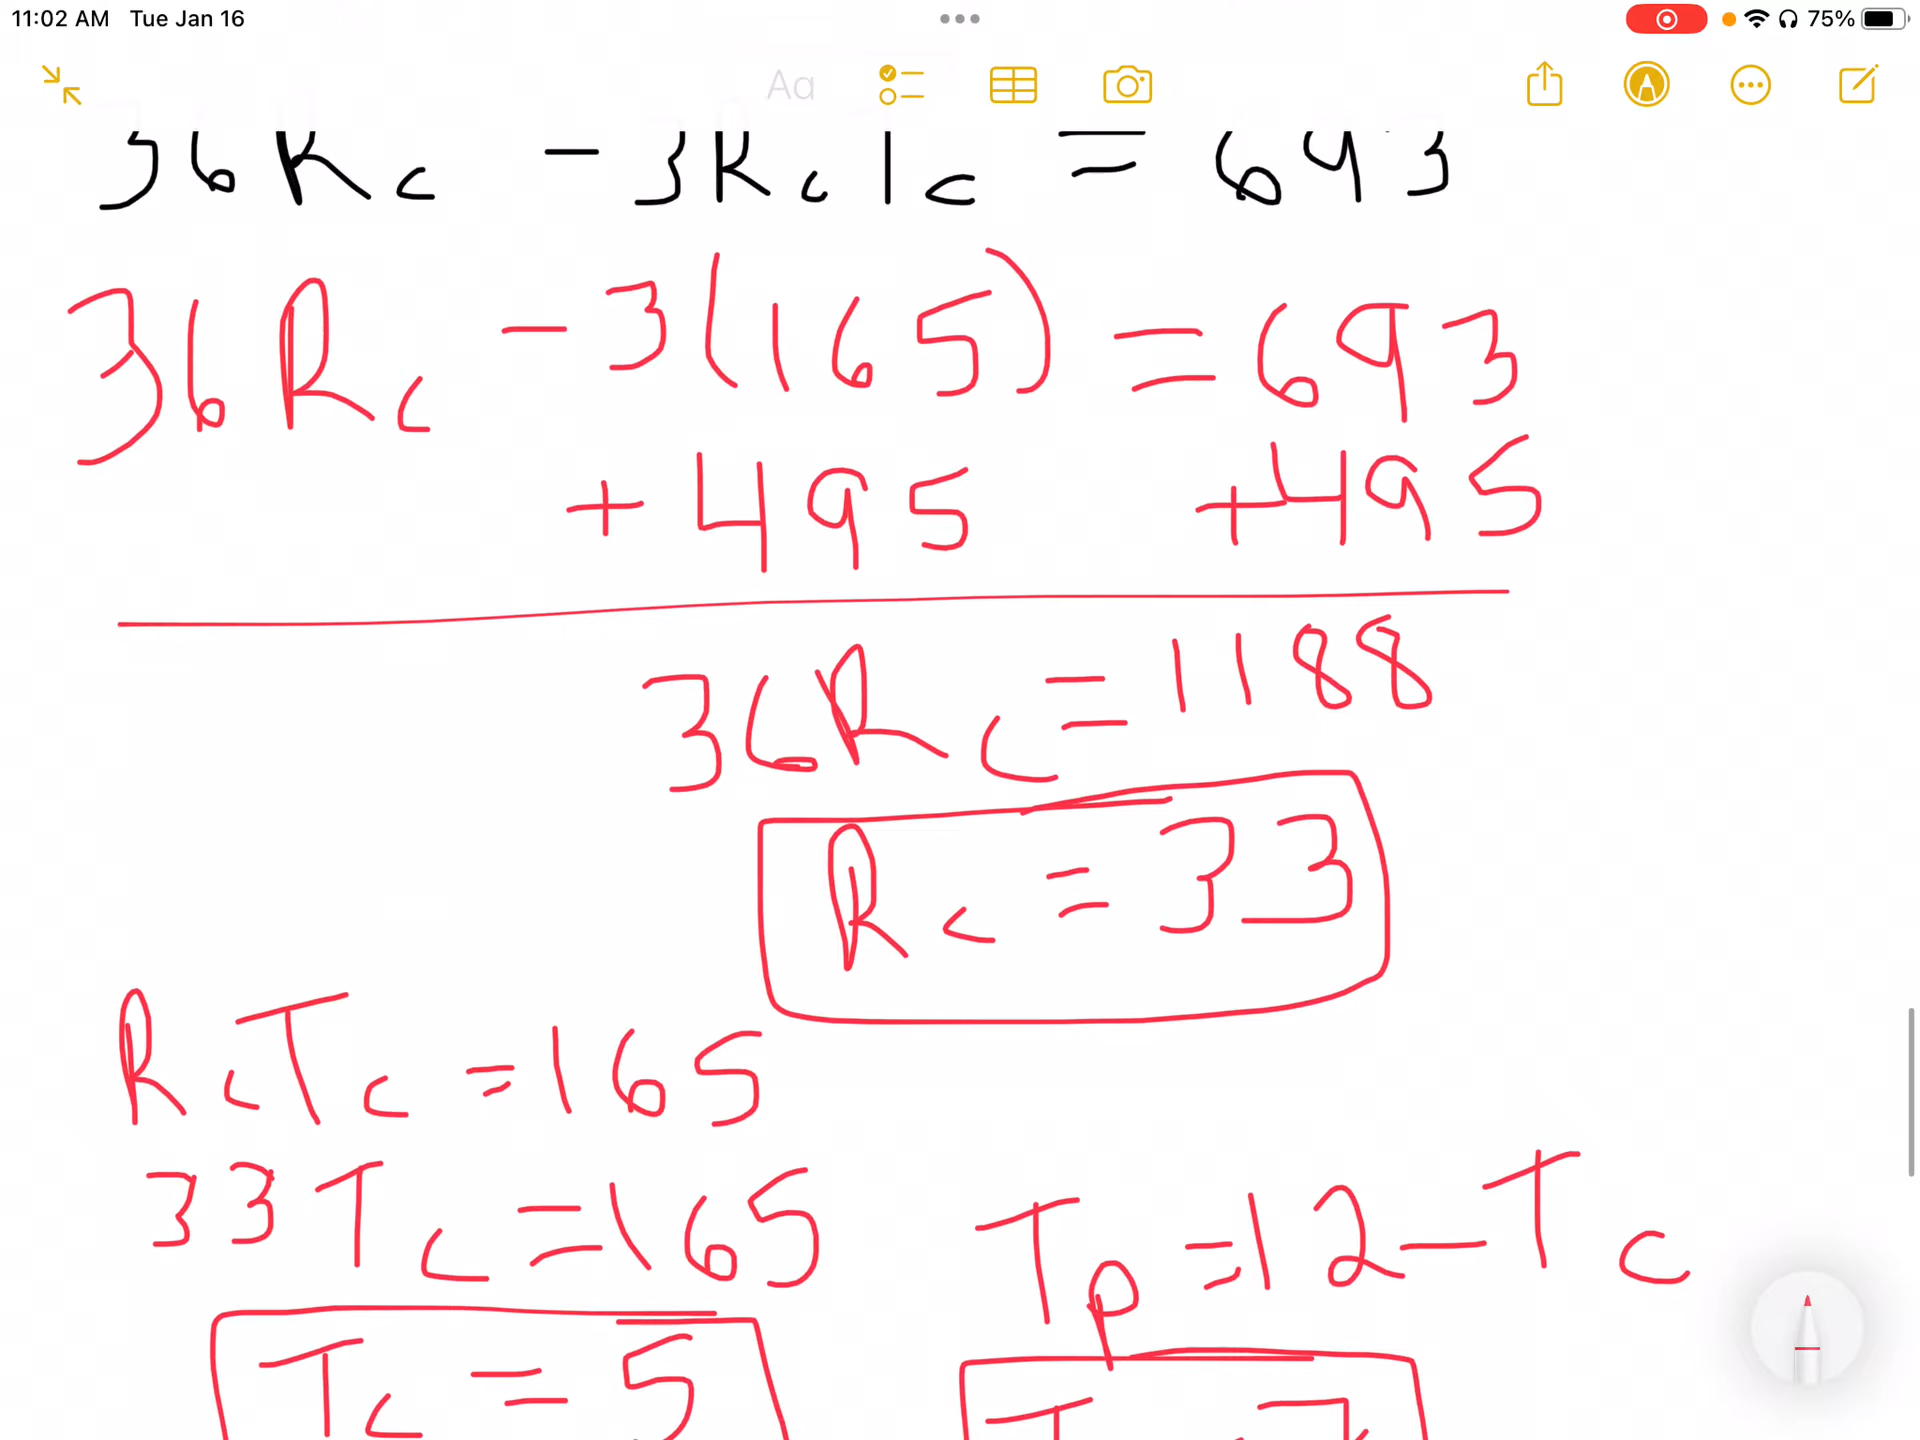 11:02 AM Tue Jan 16 75%
Aa
36Rc - 3RcTc = 693
36Rc - 3(165) = 693
+495 +495
36Rc = 1188
Rc = 33
RcTc = 165
33Tc = 165
Tp = 12 - Tc
Tc = 5